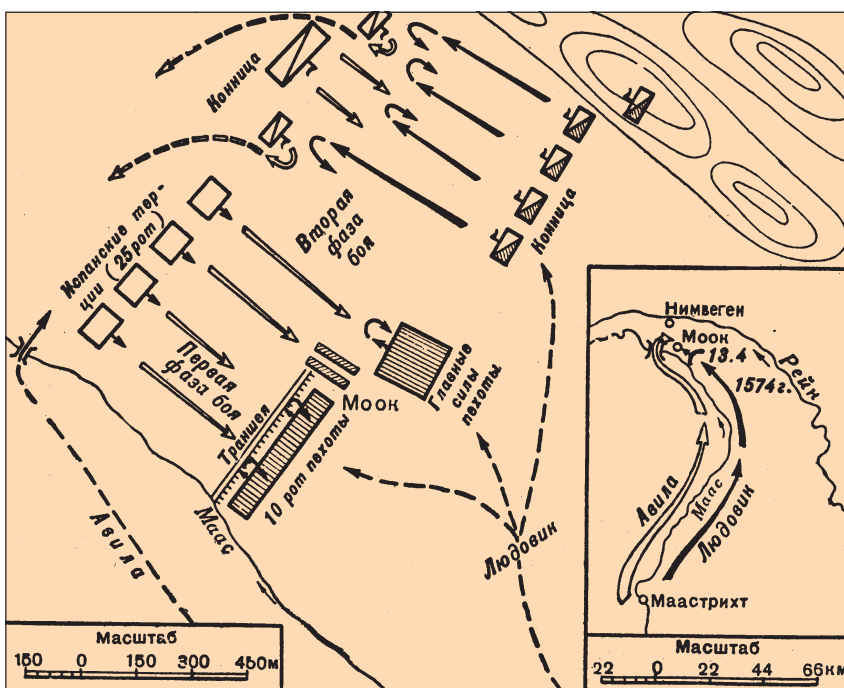 Конница
Конница
Испанские тер-
ции (25 рот)
Вторая
фаза
боя
Первая
фаза боя
Траншея
10 рот пехоты
Моок
Главные
силы
пехоты
Маас
Авила
Людовик
Масштаб
150 0 150 300 450м
Нимвеген
Моок
13.4
1574г.
Рейн
Авила
Маас
Людовик
Маастрихт
Масштаб
22 0 22 44 66км